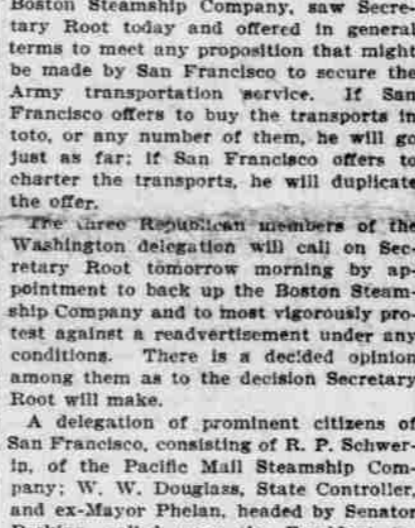 Boston Steamship Company, saw Secre-
tary Root today and offered in general
terms to meet any proposition that might
be made by San Francisco to secure the
Army transportation service. If San
Francisco offers to buy the transports in
toto, or any number of them, he will go
just as far; if San Francisco offers to
charter the transports, he will duplicate
the offer.
The three Republican members of the
Washington delegation will call on Sec-
retary Root tomorrow morning by ap-
pointment to back up the Boston Steam-
ship Company and to most vigorously pro-
test against a readvertisement under any
conditions. There is a decided opinion
among them as to the decision Secretary
Root will make.
A delegation of prominent citizens of
San Francisco, consisting of R. P. Schwer-
in, of the Pacific Mail Steamship Com-
pany; W. W. Douglass, State Controller,
and ex-Mayor Phelan, headed by Senator